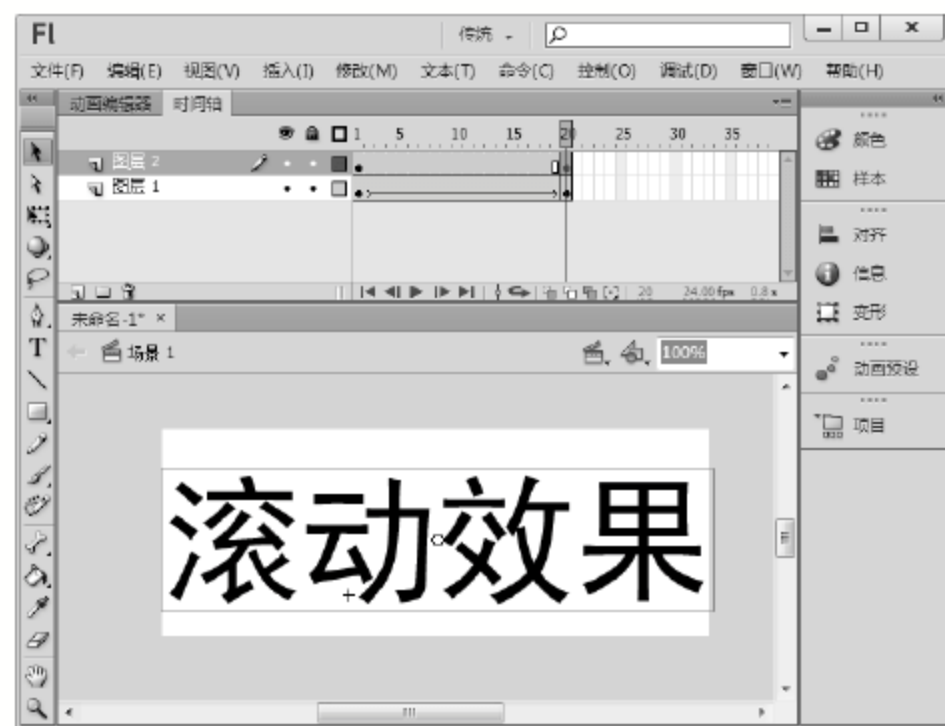 Fl 传统
文件(F) 编辑(E) 视图(V) 插入(I) 修改(M) 文本(T) 命令(C) 控制(O) 调试(D) 窗口(W) 帮助(H)
动画编辑器 时间轴
1 5 10 15 20 25 30 35
图层 2
图层 1
20 24.00 fps 0.8 s
未命名-1* ×
场景 1 100%
滚动效果
颜色
样本
对齐
信息
变形
动画预设
项目
T